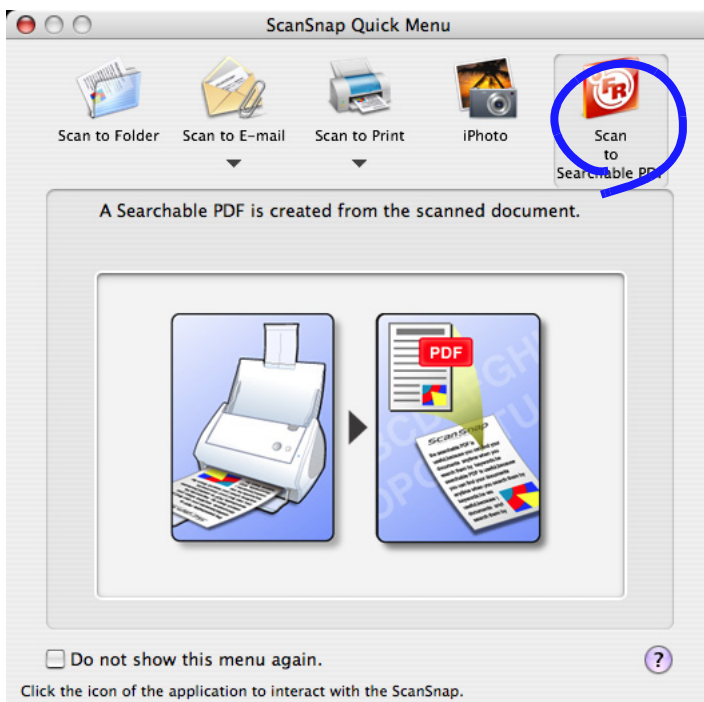 ScanSnap Quick Menu
Scan to Folder
Scan to E-mail
Scan to Print
iPhoto
FR
Scan
to
Searchable PDF
A Searchable PDF is created from the scanned document.
PDF
ScanSnap
Do not show this menu again.
?
Click the icon of the application to interact with the ScanSnap.